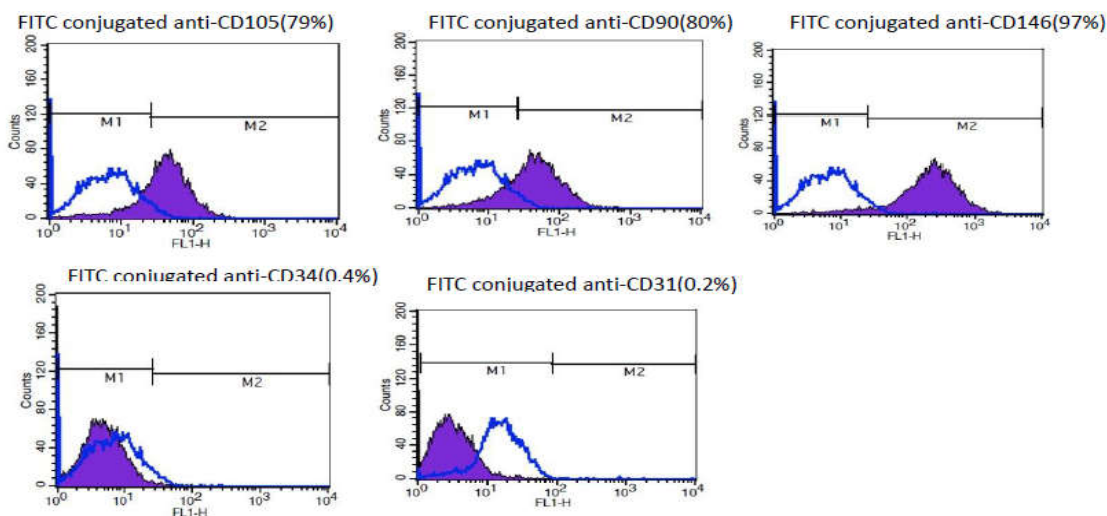 FITC conjugated anti-CD105(79%)
FITC conjugated anti-CD90(80%)
FITC conjugated anti-CD146(97%)
200
160
120
80
40
0
Counts
M1
M2
10^0
10^1
10^2
10^3
10^4
FL1-H
200
160
120
80
40
0
Counts
M1
M2
10^0
10^1
10^2
10^3
10^4
FL1-H
200
160
120
80
40
0
Counts
M1
M2
10^0
10^1
10^2
10^3
10^4
FL1-H
FITC conjugated anti-CD34(0.4%)
FITC conjugated anti-CD31(0.2%)
200
160
120
80
40
0
Counts
M1
M2
10^0
10^1
10^2
10^3
10^4
FL1-H
200
160
120
80
40
0
Counts
M1
M2
10^0
10^1
10^2
10^3
10^4
FL1-H